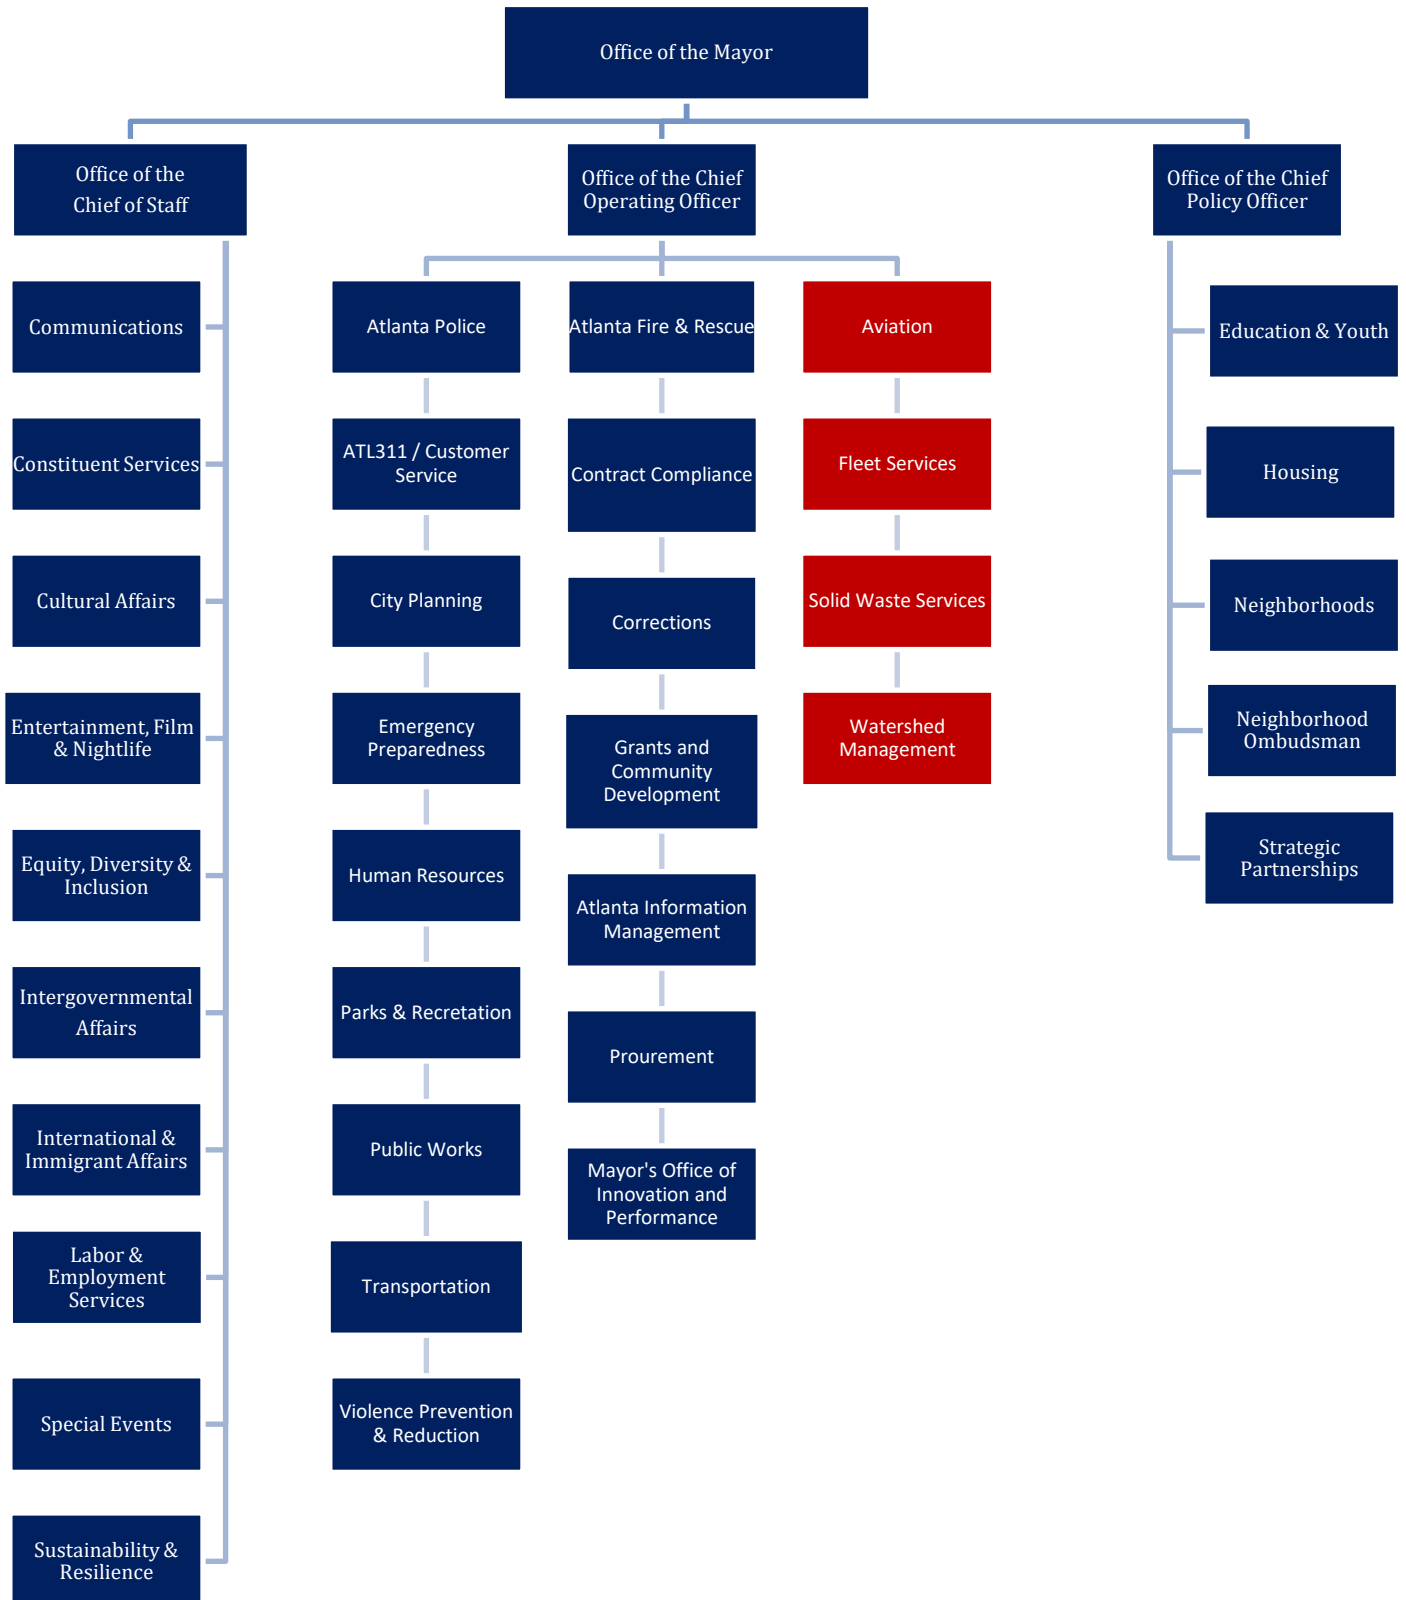 Office of the Mayor
Office of the
Chief of Staff
Office of the Chief
Operating Officer
Office of the Chief
Policy Officer
Communications
Constituent Services
Cultural Affairs
Entertainment, Film
& Nightlife
Equity, Diversity &
Inclusion
Intergovernmental
Affairs
International &
Immigrant Affairs
Labor &
Employment
Services
Special Events
Sustainability &
Resilience
Atlanta Police
ATL311 / Customer
Service
City Planning
Emergency
Preparedness
Human Resources
Parks & Recretation
Public Works
Transportation
Violence Prevention
& Reduction
Atlanta Fire & Rescue
Contract Compliance
Corrections
Grants and
Community
Development
Atlanta Information
Management
Prourement
Mayor's Office of
Innovation and
Performance
Aviation
Fleet Services
Solid Waste Services
Watershed
Management
Education & Youth
Housing
Neighborhoods
Neighborhood
Ombudsman
Strategic
Partnerships